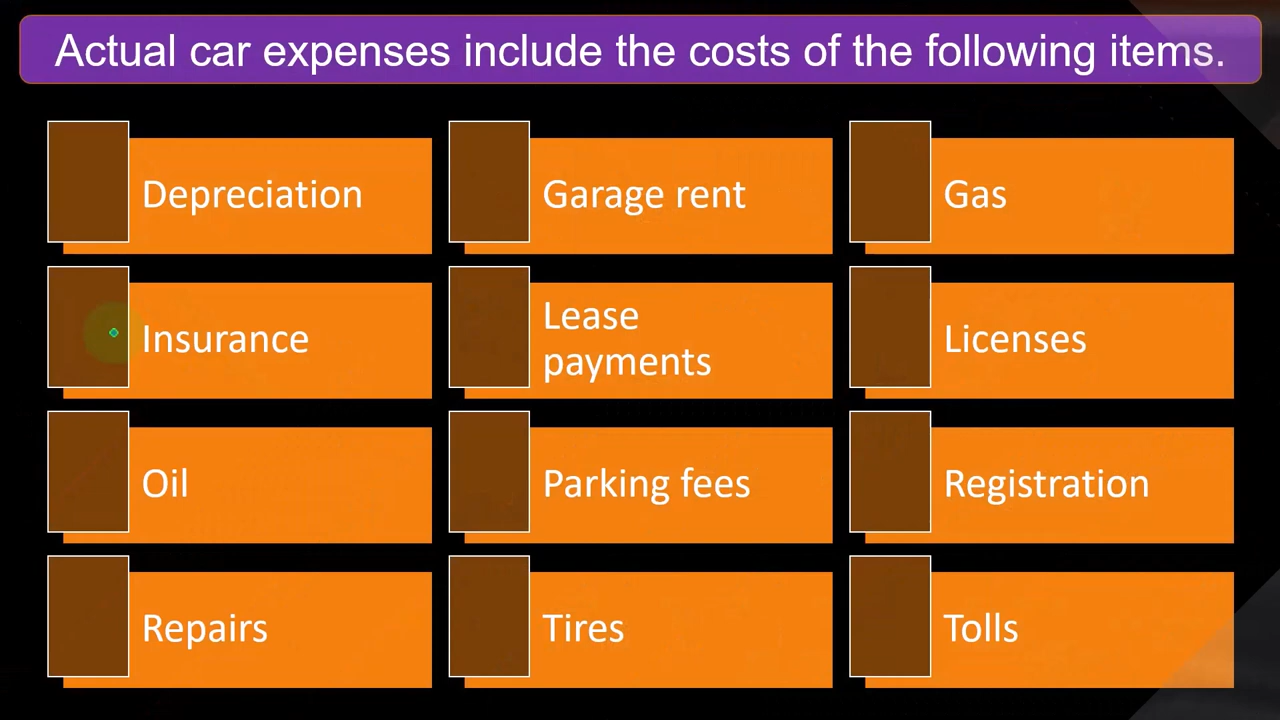 Actual car expenses include the costs of the following items.
Depreciation
Garage rent
Gas
Insurance
Lease
payments
Licenses
Oil
Parking fees
Registration
Repairs
Tires
Tolls